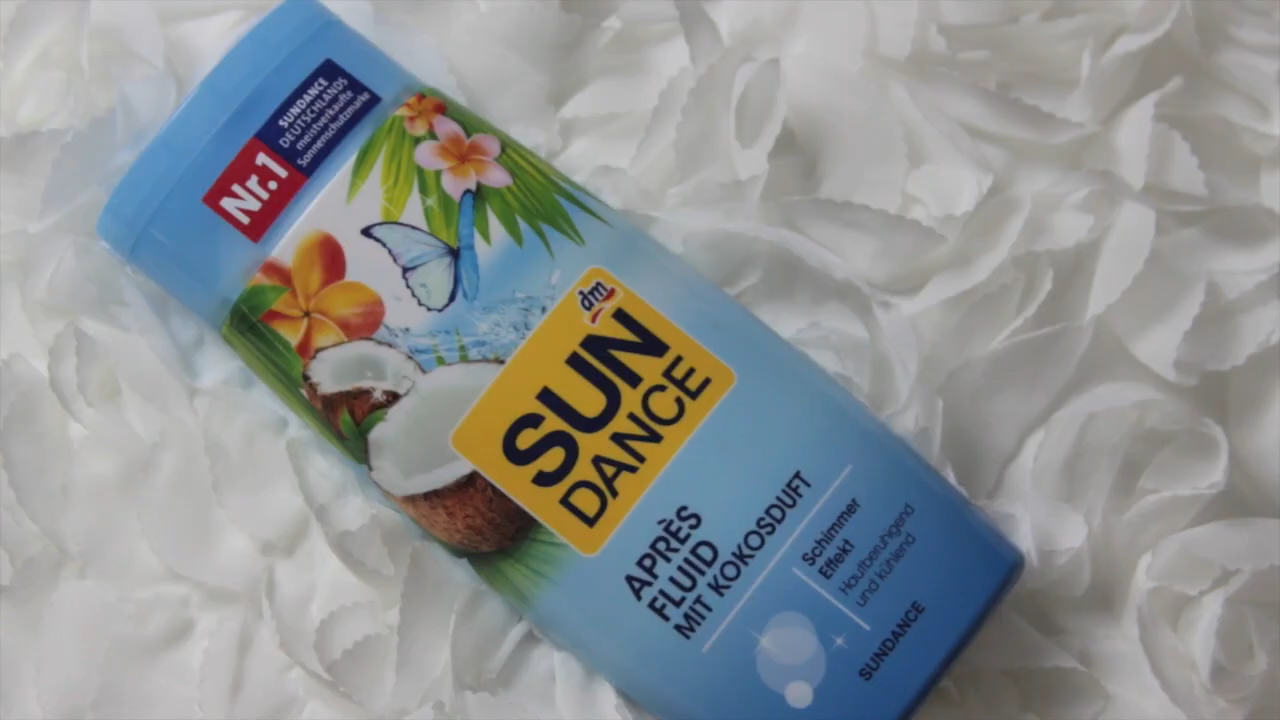 Nr.1
SUNDANCE
DEUTSCHLANDS
meistverkaufte
Sonnenschutzmarke
dm
SUN
DANCE
APRÈS
FLUID
MIT KOKOSDUFT
Schimmer
Effekt
Hautberuhigend
und kühlend
SUNDANCE